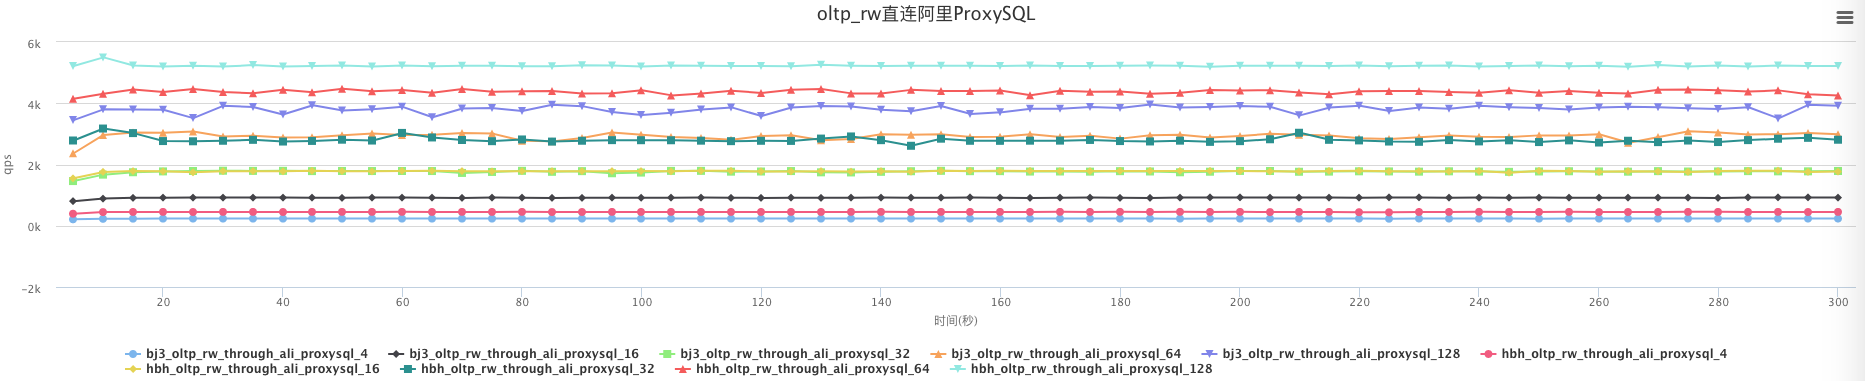 oltp_rw直连阿里ProxySQL
6k
4k
2k
0k
-2k
qps
20 40 60 80 100 120 140 160 180 200 220 240 260 280 300
时间(秒)
bj3_oltp_rw_through_ali_proxysql_4 bj3_oltp_rw_through_ali_proxysql_16 bj3_oltp_rw_through_ali_proxysql_32 bj3_oltp_rw_through_ali_proxysql_64 bj3_oltp_rw_through_ali_proxysql_128 hbh_oltp_rw_through_ali_proxysql_4
hbh_oltp_rw_through_ali_proxysql_16 hbh_oltp_rw_through_ali_proxysql_32 hbh_oltp_rw_through_ali_proxysql_64 hbh_oltp_rw_through_ali_proxysql_128